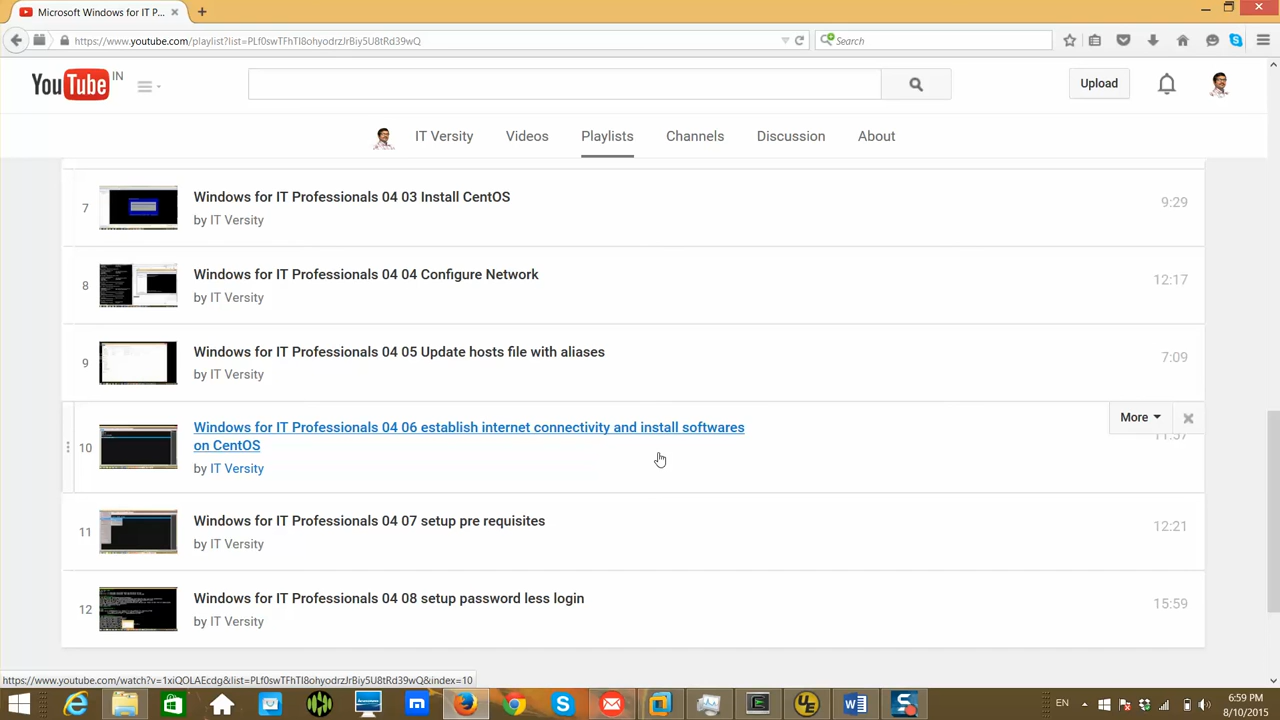 Microsoft Windows for IT P...
https://www.youtube.com/playlist?list=PLf0swTFhTI8ohyodrzJrBiy5U8tRd39wQ
Search
YouTube IN
Upload
IT Versity Videos Playlists Channels Discussion About
7 Windows for IT Professionals 04 03 Install CentOS 9:29
by IT Versity
8 Windows for IT Professionals 04 04 Configure Network 12:17
by IT Versity
9 Windows for IT Professionals 04 05 Update hosts file with aliases 7:09
by IT Versity
More
10 Windows for IT Professionals 04 06 establish internet connectivity and install softwares
on CentOS
by IT Versity
11 Windows for IT Professionals 04 07 setup pre requisites 12:21
by IT Versity
12 Windows for IT Professionals 04 08 setup password less login 15:59
by IT Versity
https://www.youtube.com/watch?v=1xiQOLAEcdg&list=PLf0swTFhTI8ohyodrzJrBiy5U8tRd39wQ&index=10
EN
6:59 PM
8/10/2015